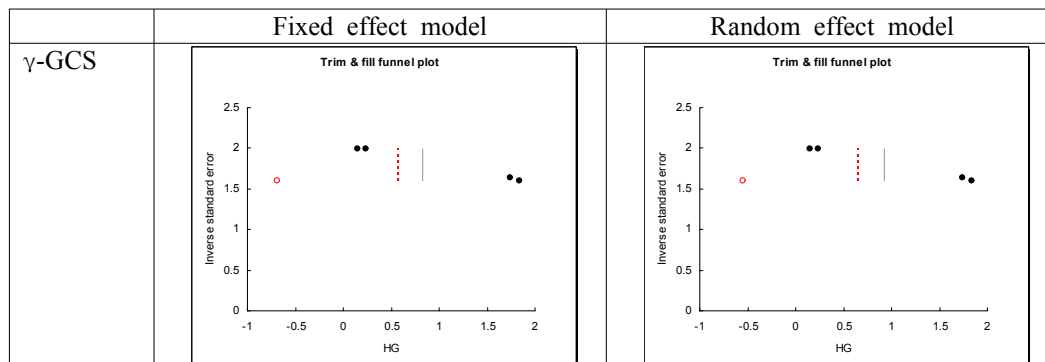 Fixed effect model
Random effect model
γ-GCS
Trim & fill funnel plot
2.5
2
1.5
1
0.5
0
Inverse standard error
-1
-0.5
0
0.5
1
1.5
2
HG
Trim & fill funnel plot
2.5
2
1.5
1
0.5
0
Inverse standard error
-1
-0.5
0
0.5
1
1.5
2
HG